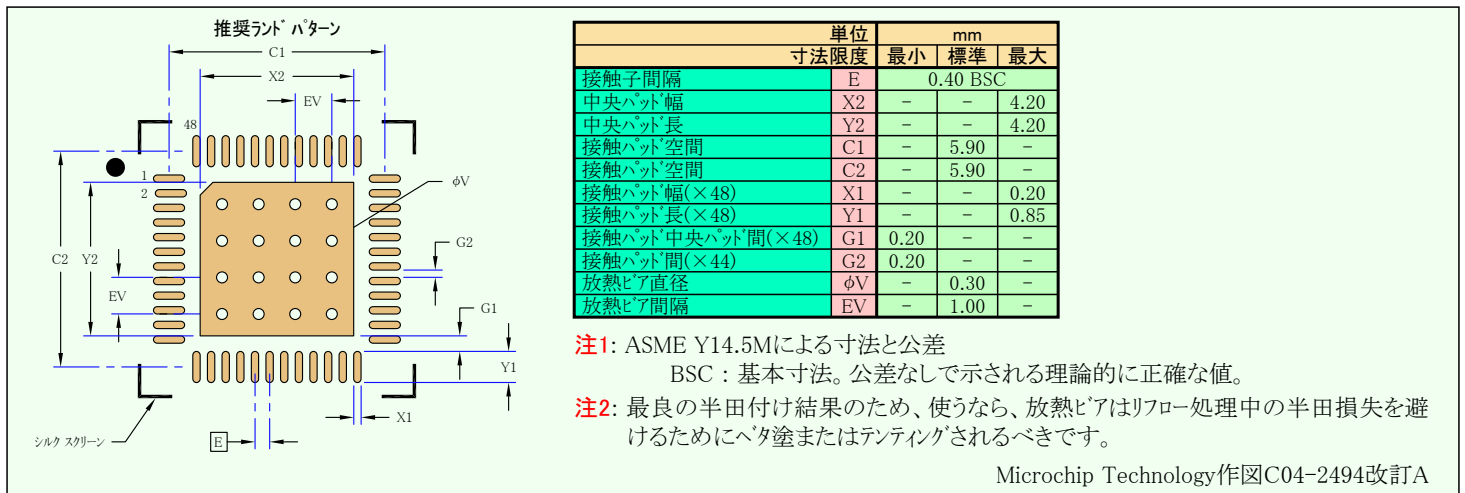 推奨ランドパターン
C1
X2
EV
48
1
2
φV
C2
Y2
G2
EV
G1
Y1
X1
E
シルク スクリーン
単位 mm
寸法限度 最小 標準 最大
接触子間隔 E 0.40 BSC
中央パッド幅 X2 - - 4.20
中央パッド長 Y2 - - 4.20
接触パッド空間 C1 - 5.90 -
接触パッド空間 C2 - 5.90 -
接触パッド幅(×48) X1 - - 0.20
接触パッド長(×48) Y1 - - 0.85
接触パッド中央パッド間(×48) G1 0.20 - -
接触パッド間(×44) G2 0.20 - -
放熱ビア直径 φV - 0.30 -
放熱ビア間隔 EV - 1.00 -
注1: ASME Y14.5Mによる寸法と公差
BSC : 基本寸法。公差なしで示される理論的に正確な値。
注2: 最良の半田付け結果のため、使うなら、放熱ビアはリフロー処理中の半田損失を避
けるためにベタ塗またはテンティングされるべきです。
Microchip Technology作図C04-2494改訂A